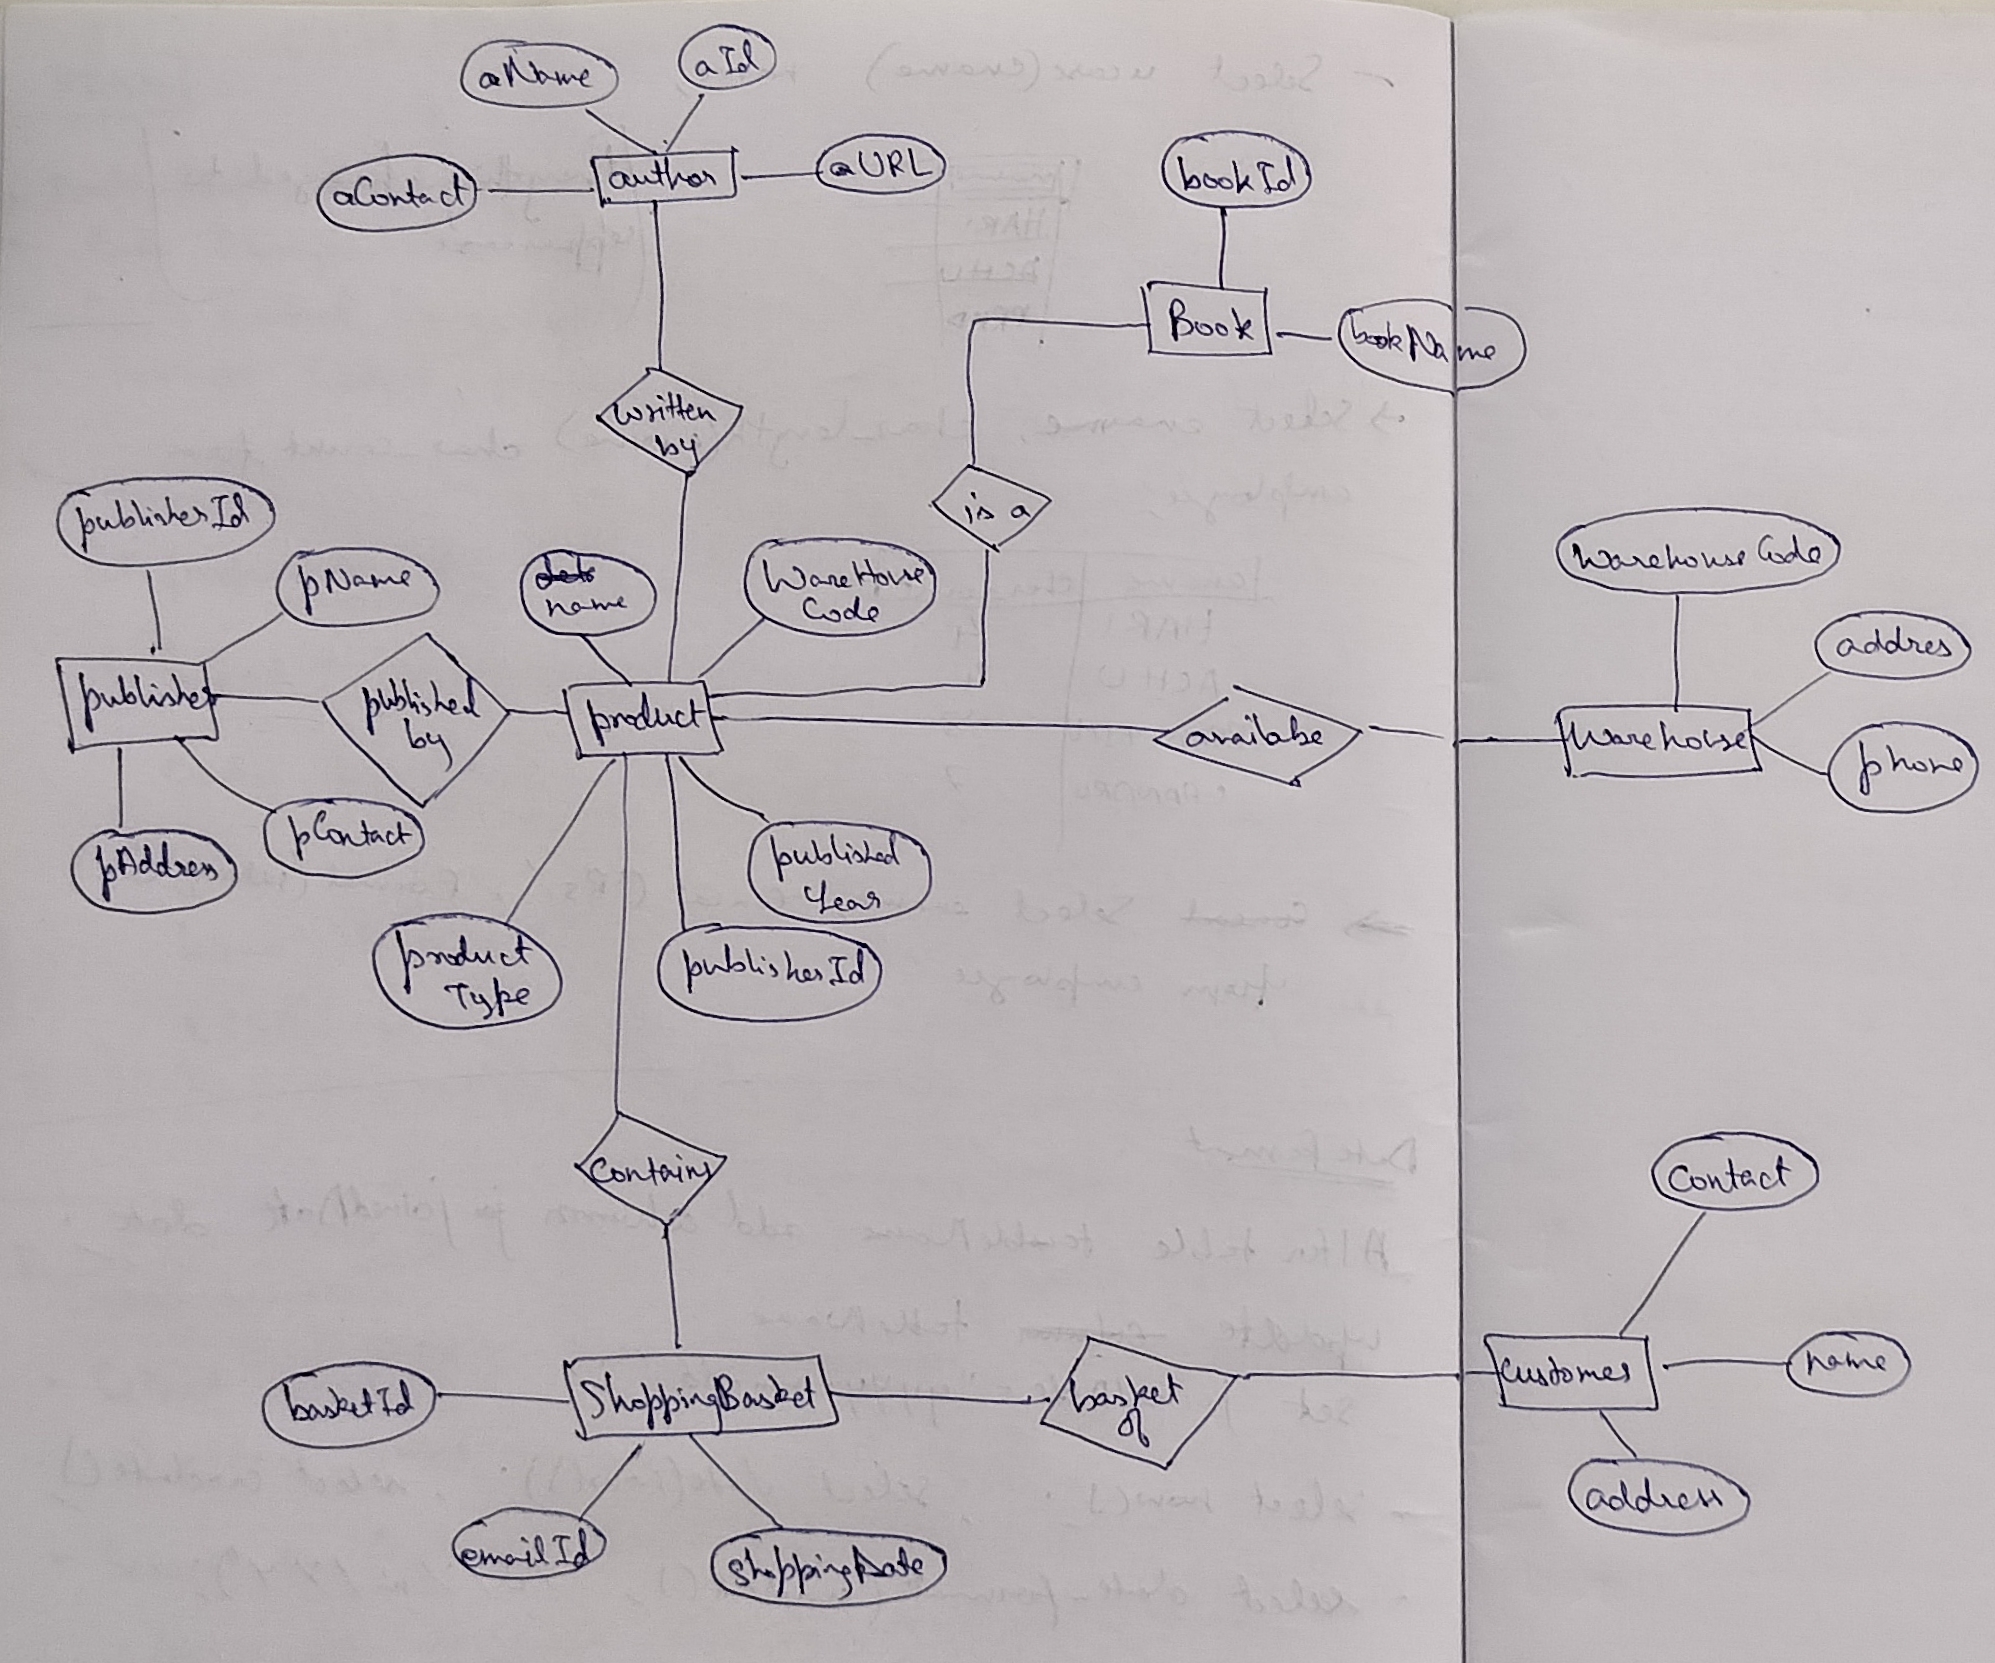 aName
aId
aContact
author
aURL
bookId
Book
bookName
written
by
is a
publisherId
pName
name
WareHouse
Code
WarehouseCode
addres
publisher
published
by
product
availabe
Warehouse
phone
pAddress
pContact
published
Year
product
Type
publisherId
Contains
Contact
basketId
ShoppingBasket
basket
of
Customer
name
address
emailId
shoppingDate